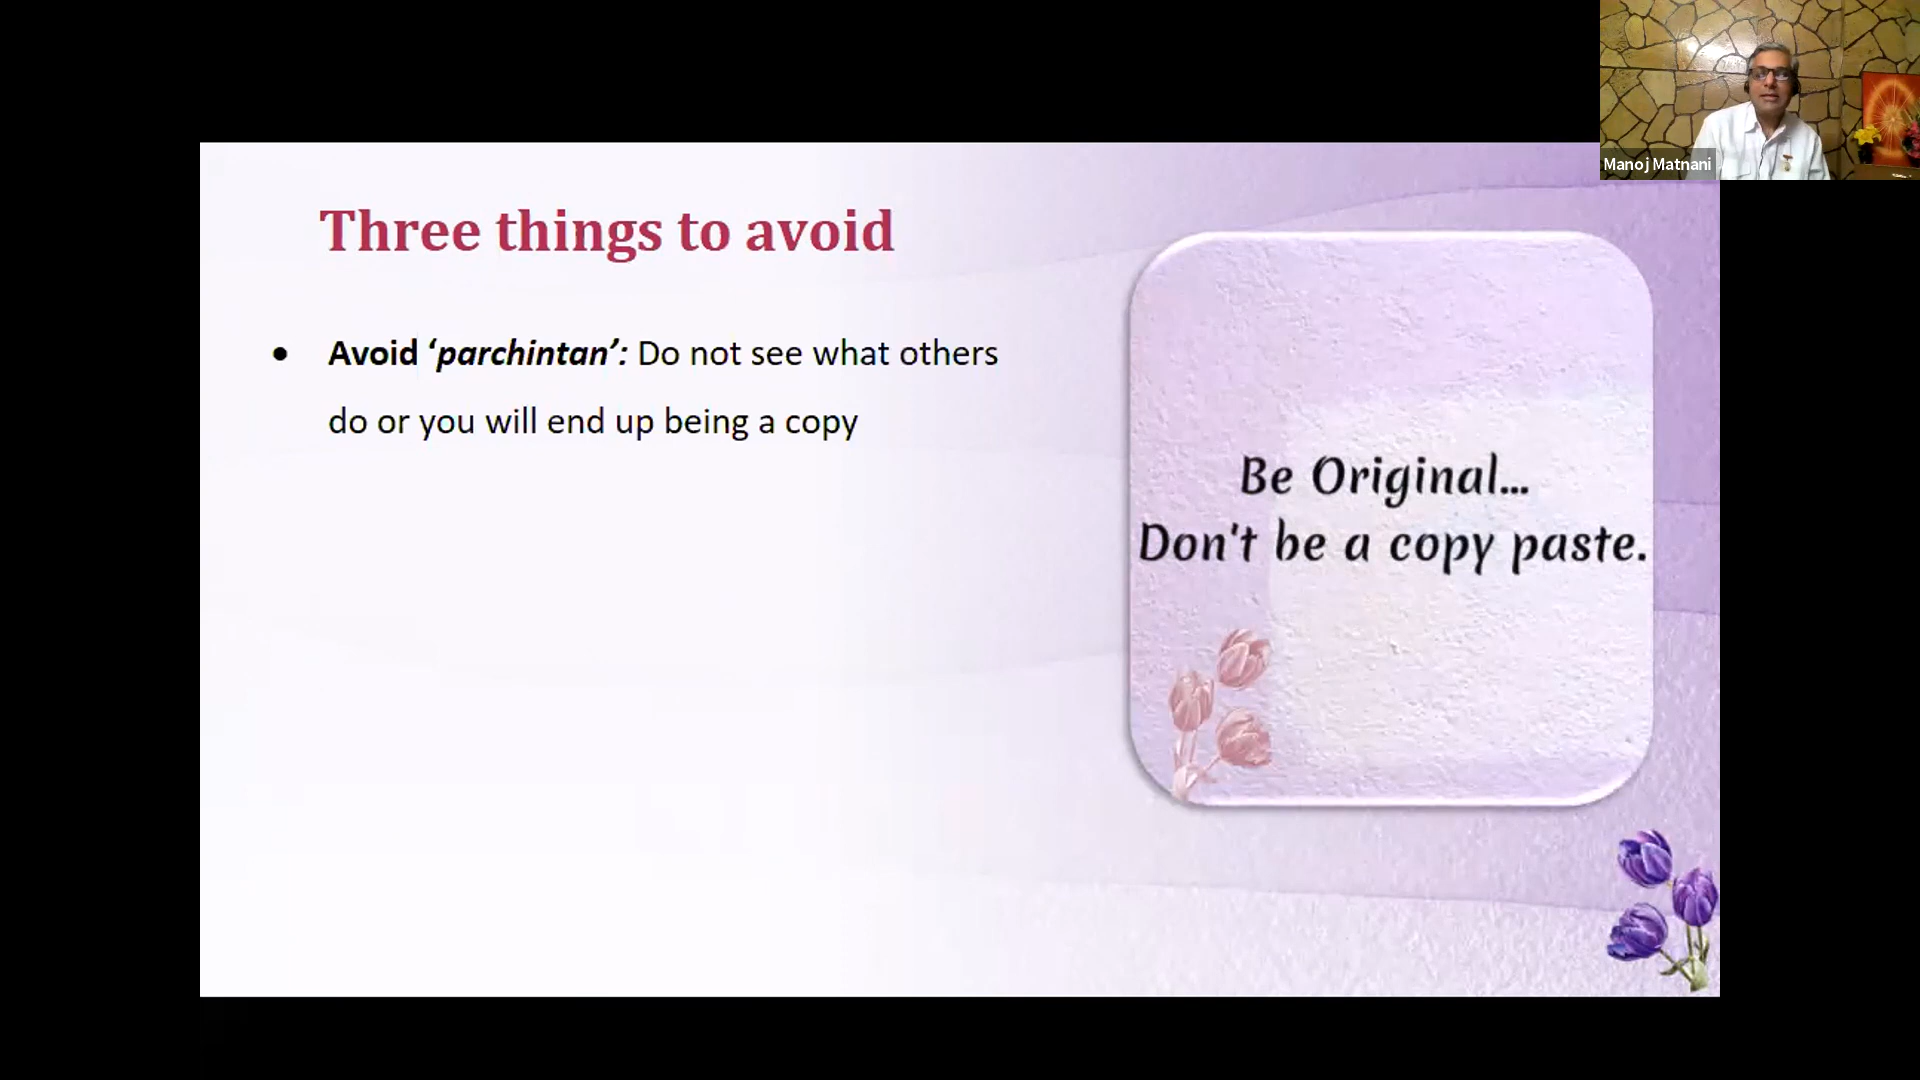 Manoj Matnani
Three things to avoid
• Avoid ‘parchintan’: Do not see what others
do or you will end up being a copy
Be Original...
Don't be a copy paste.